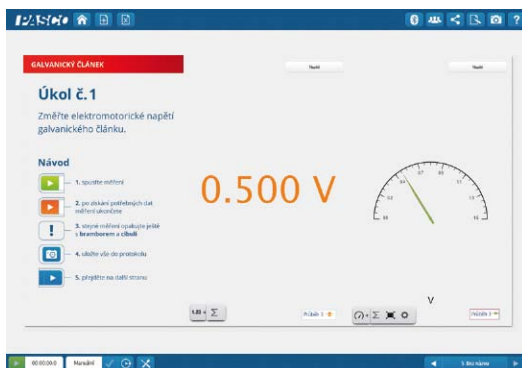 PASCO
?
GALVANICKÝ ČLÁNEK
Úkol č.1
Změřte elektromotorické napětí
galvanického článku.
Návod
1. spusťte měření
2. po získání potřebných dat
měření ukončete
3. stejné měření opakujte ještě
s bramborem a cibulí
4. uložte vše do protokolu
5. přejděte na další stranu
Napětí
0.500 V
Napětí
V
Σ
Σ
00:00:00.0
Manuální